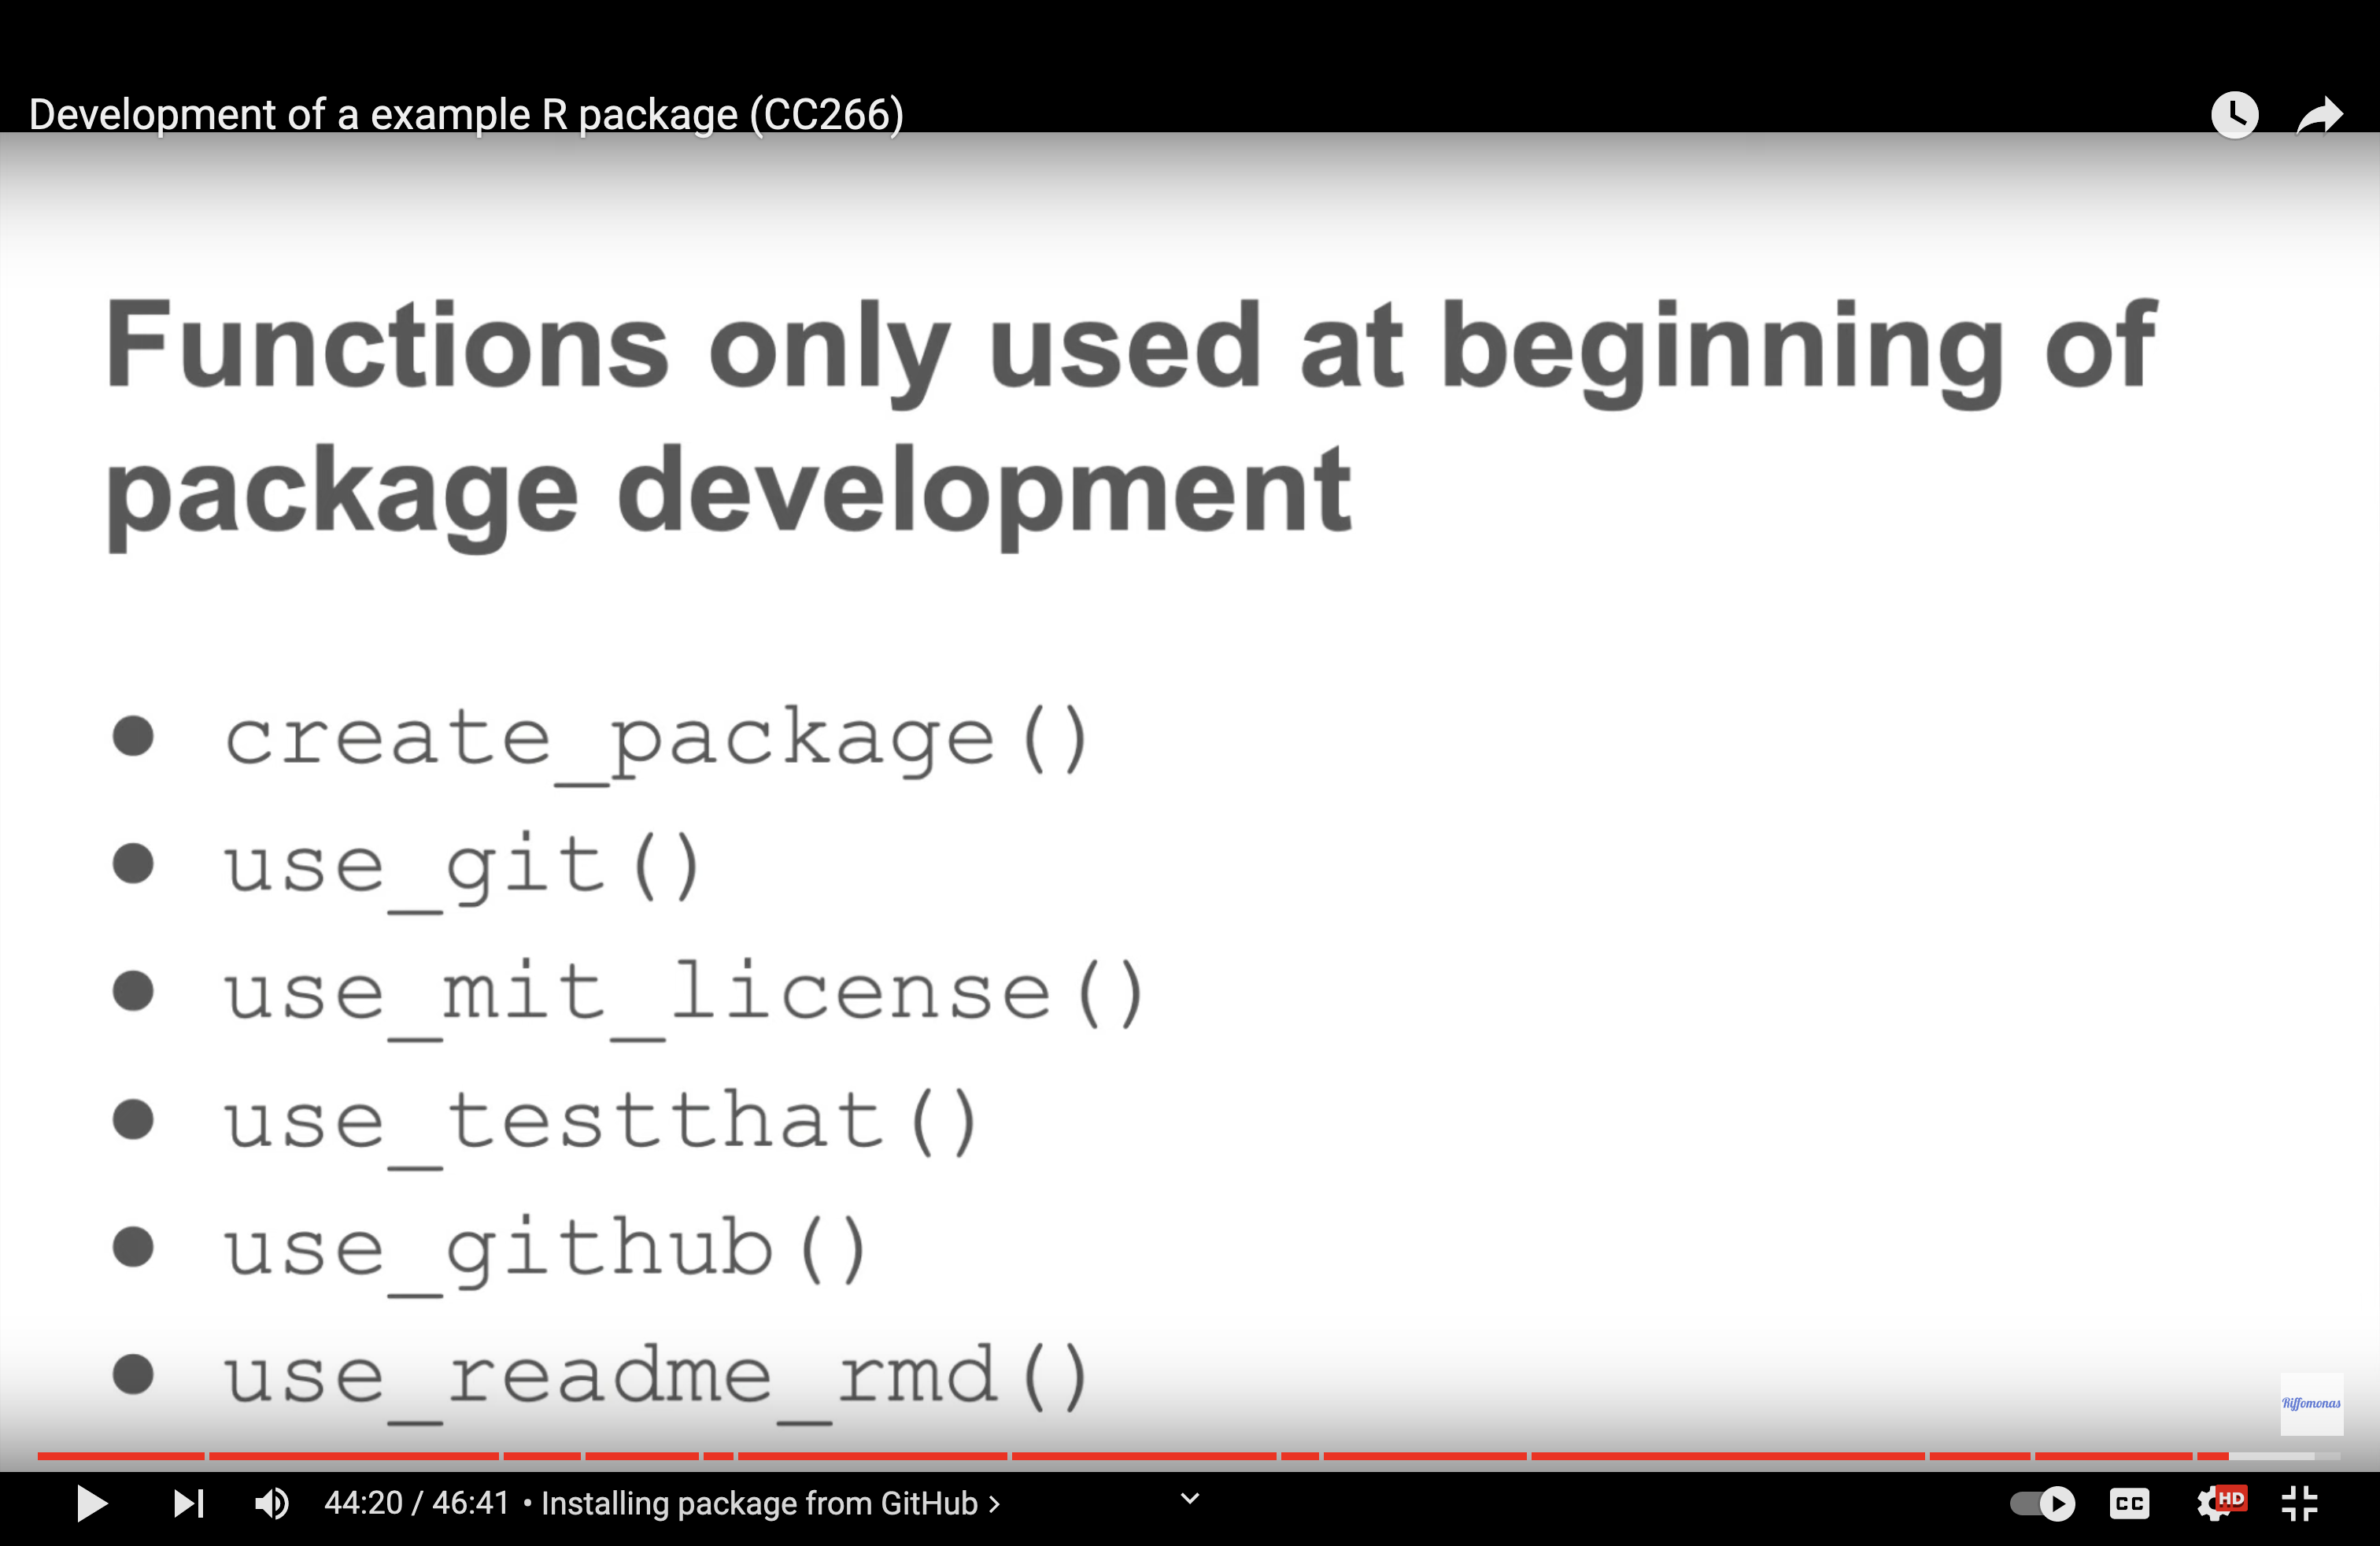 Development of a example R package (CC266)
Functions only used at beginning of
package development
● create_package()
● use_git()
● use_mit_license()
● use_testthat()
● use_github()
● use_readme_rmd()
Riffomonas
44:20 / 46:41 • Installing package from GitHub >
CC
HD